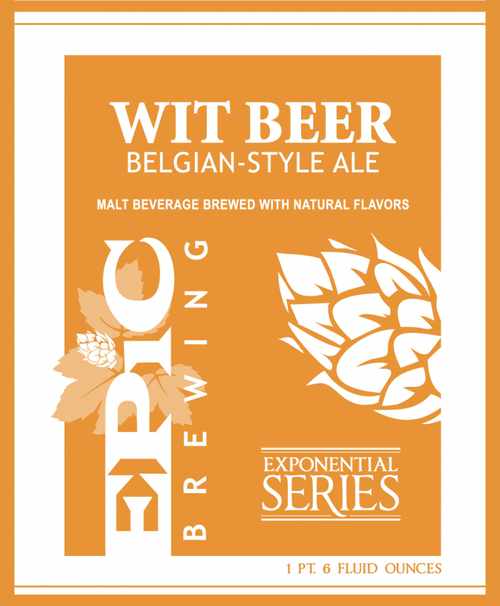 WIT BEER
BELGIAN-STYLE ALE
MALT BEVERAGE BREWED WITH NATURAL FLAVORS
EPIC
BREWING
EXPONENTIAL
SERIES
1 PT. 6 FLUID OUNCES